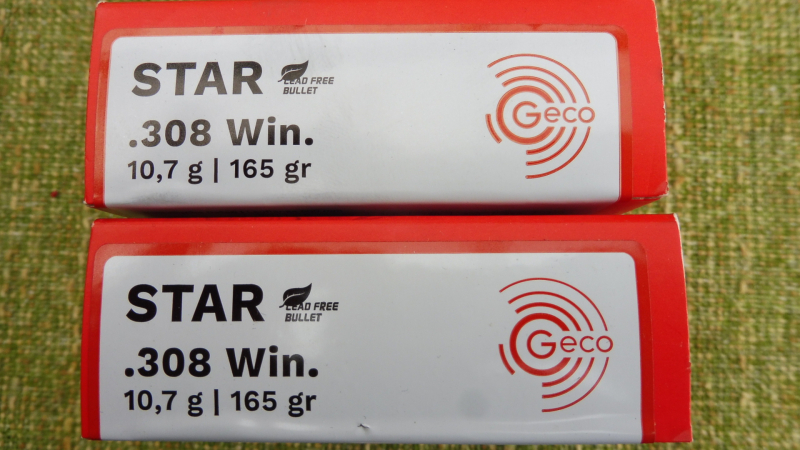 STAR LEAD FREE
BULLET
.308 Win.
10,7 g | 165 gr
Geco
STAR LEAD FREE
BULLET
.308 Win.
10,7 g | 165 gr
Geco